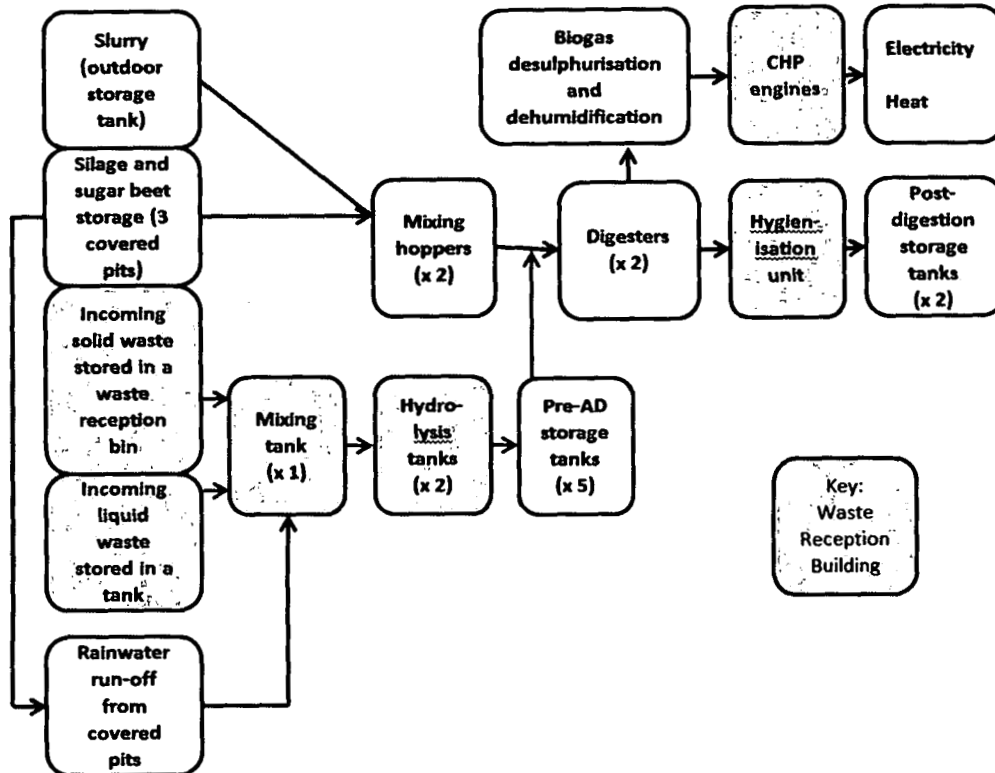 Slurry
(outdoor
storage
tank)
Silage and
sugar beet
storage (3
covered
pits)
Incoming
solid waste
stored in a
waste
reception
bin
Incoming
liquid
waste
stored in a
tank
Rainwater
run-off
from
covered
pits
Mixing
tank
(x 1)
Hydro-
lysis
tanks
(x 2)
Pre-AD
storage
tanks
(x 5)
Mixing
hoppers
(x 2)
Digesters
(x 2)
Biogas
desulphurisation
and
dehumidification
CHP
engines
Electricity
Heat
Hygien-
isation
unit
Post-
digestion
storage
tanks
(x 2)
Key:
Waste
Reception
Building